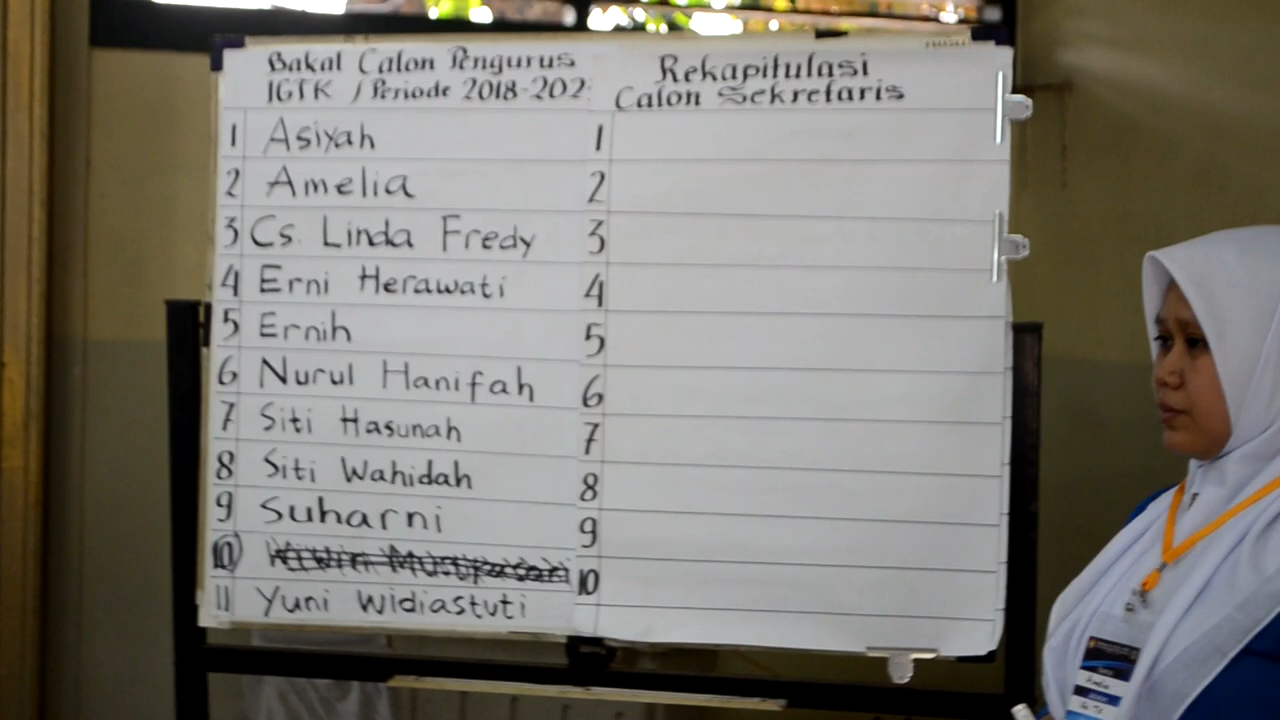 Bakal Calon Pengurus
IGTK / Periode 2018-202
1 Asiyah
2 Amelia
3 Cs. Linda Fredy
4 Erni Herawati
5 Ernih
6 Nurul Hanifah
7 Siti Hasunah
8 Siti Wahidah
9 Suharni
10
11 Yuni Widiastuti
Rekapitulasi
Calon Sekretaris
1
2
3
4
5
6
7
8
9
10